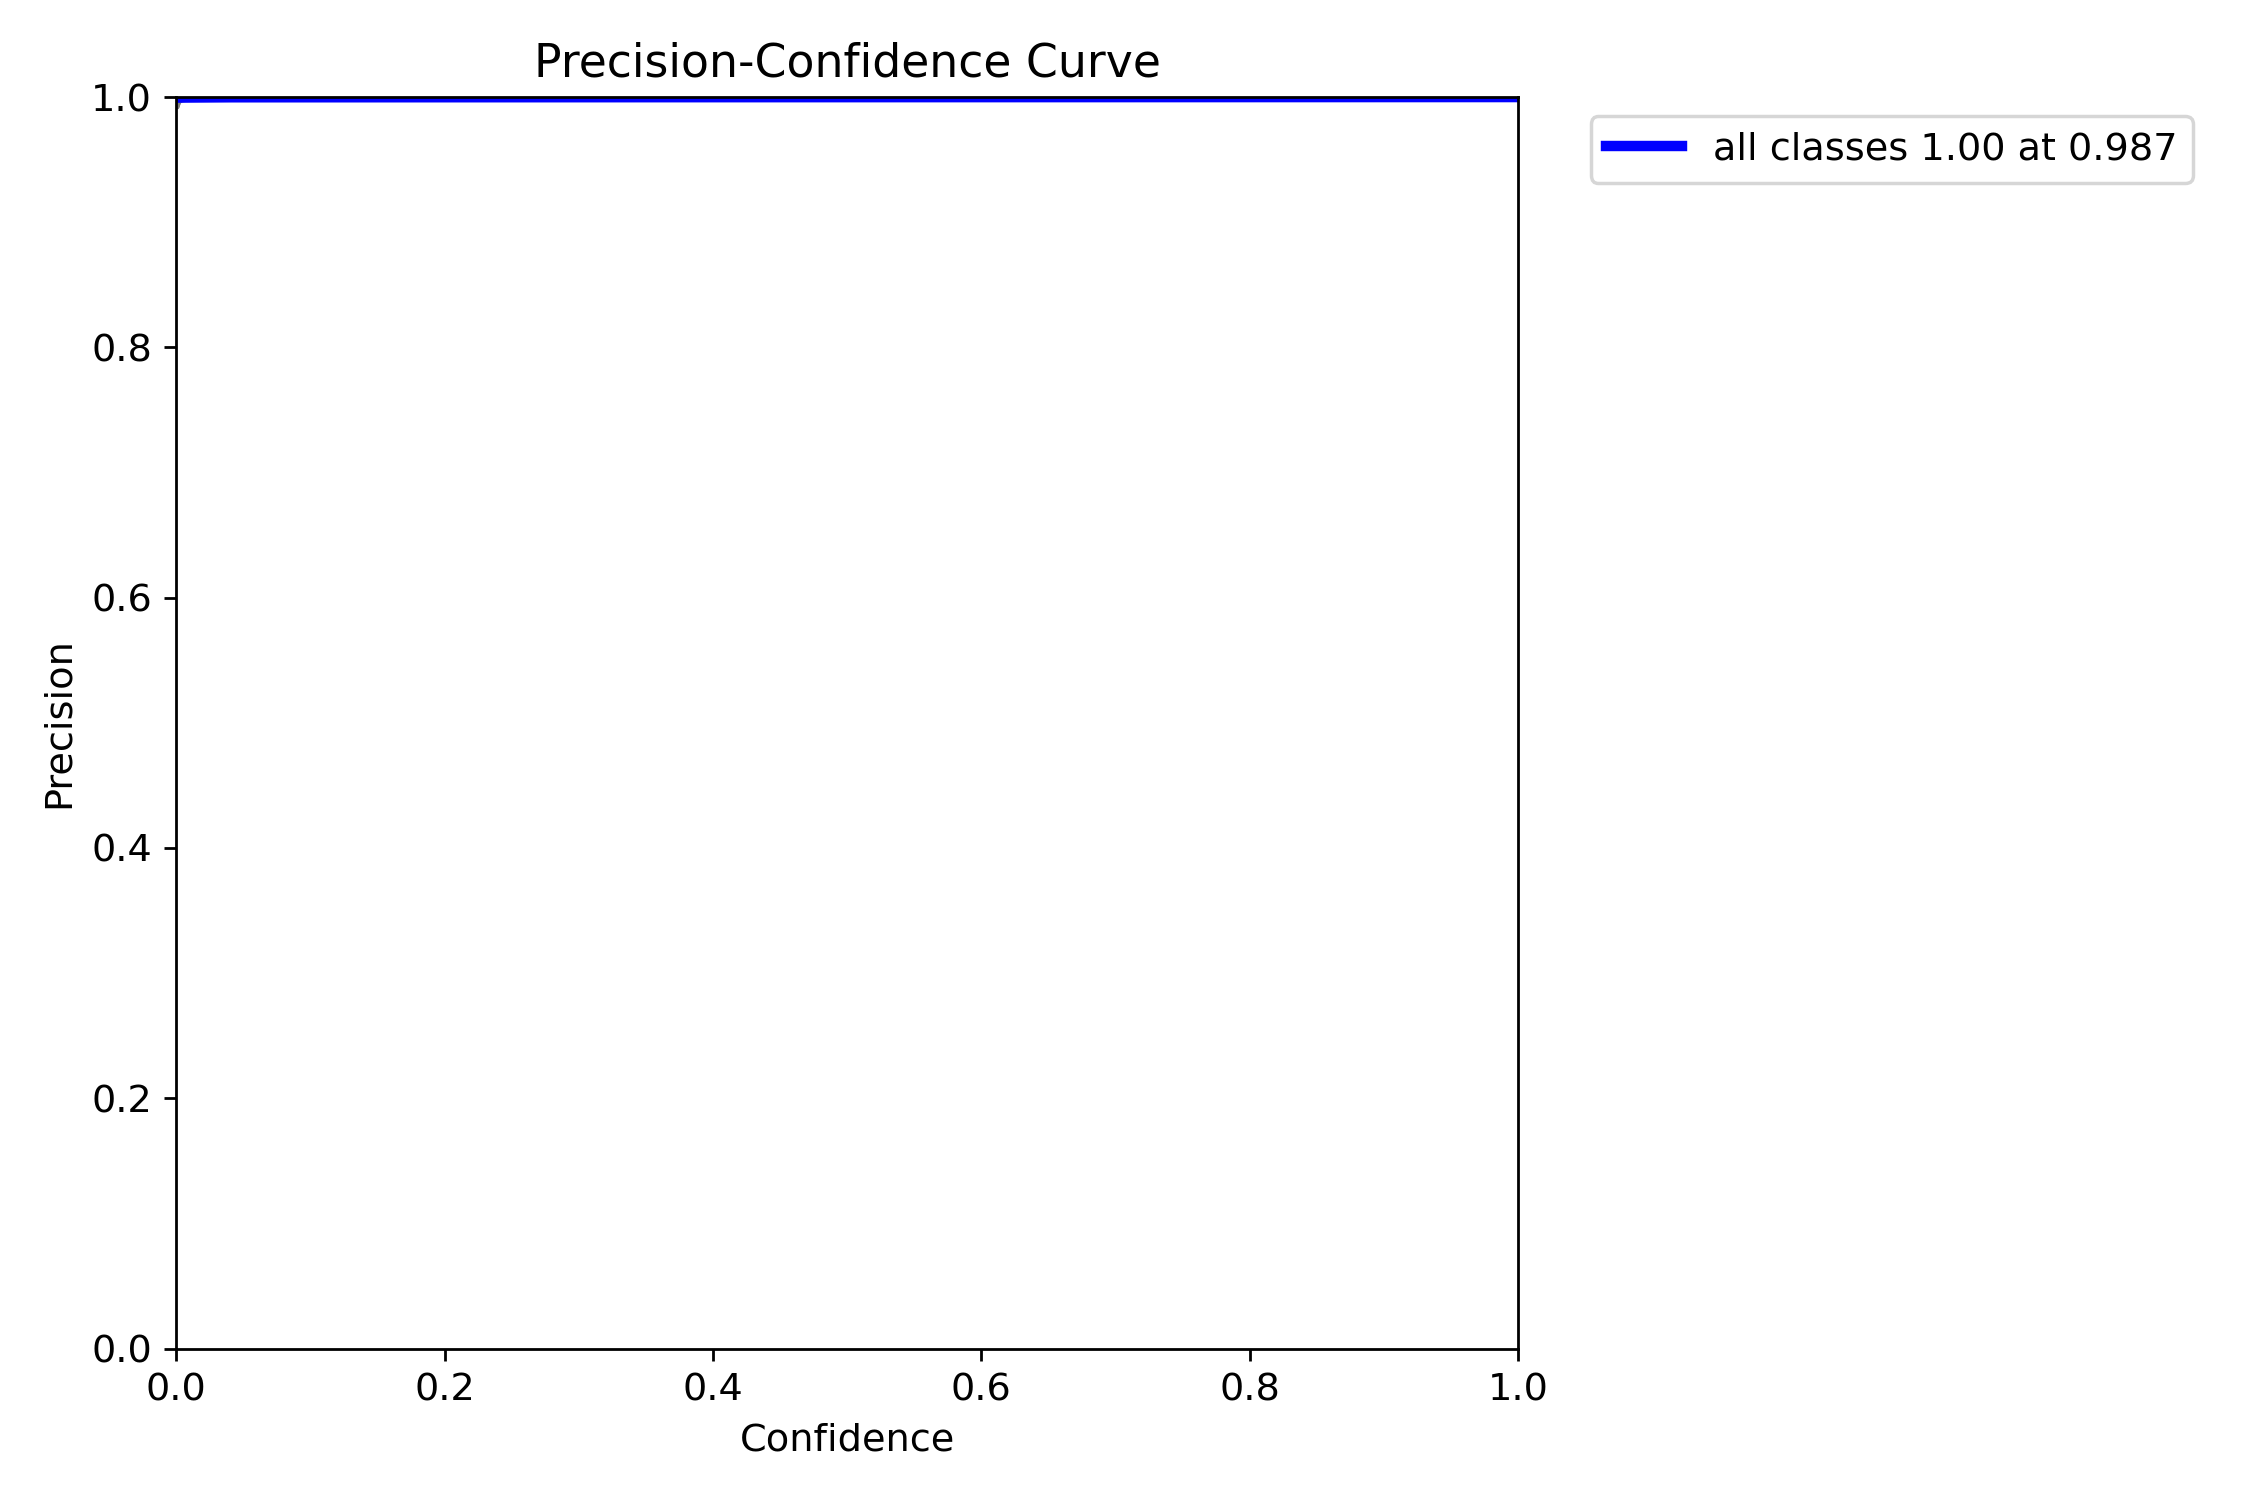 Precision-Confidence Curve
all classes 1.00 at 0.987
1.0
0.8
0.6
0.4
0.2
0.0
Precision
0.0 0.2 0.4 0.6 0.8 1.0
Confidence